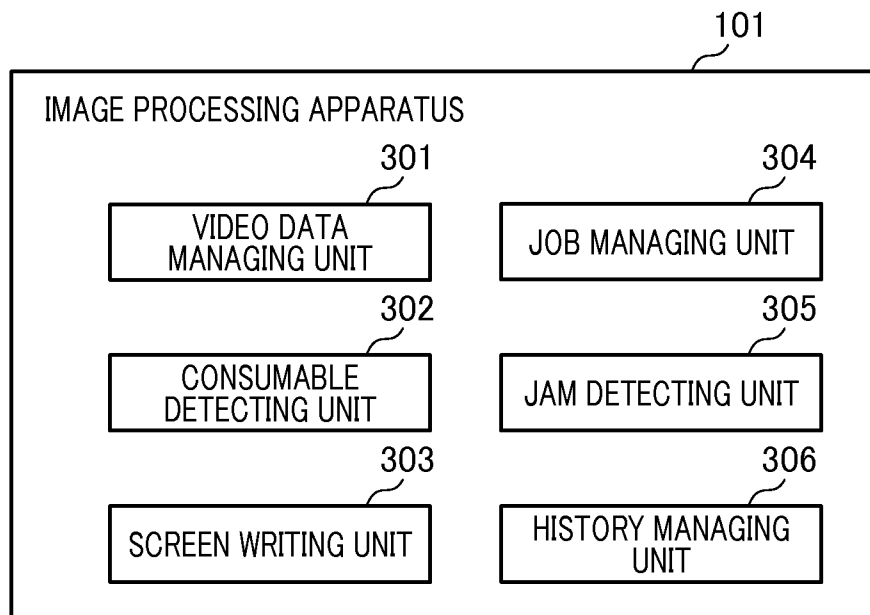 101
IMAGE PROCESSING APPARATUS
301
VIDEO DATA
MANAGING UNIT
304
JOB MANAGING UNIT
302
CONSUMABLE
DETECTING UNIT
305
JAM DETECTING UNIT
303
SCREEN WRITING UNIT
306
HISTORY MANAGING
UNIT